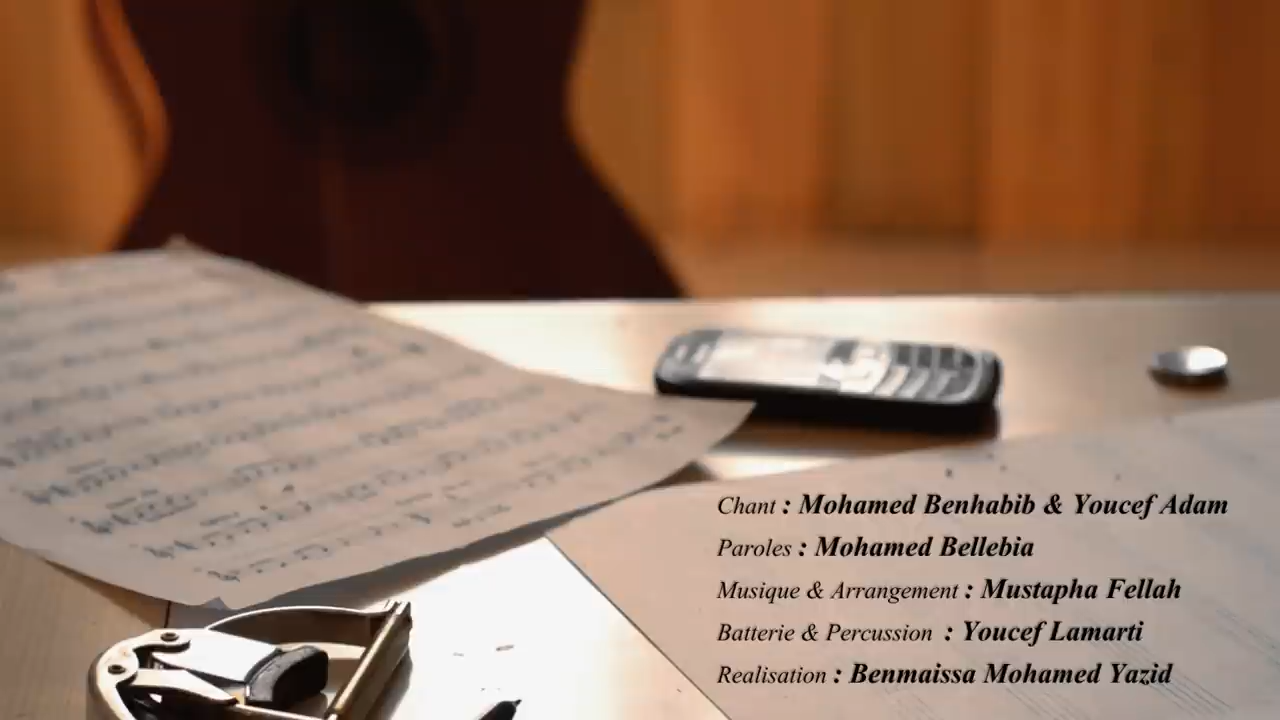 Chant : Mohamed Benhabib & Youcef Adam
Paroles : Mohamed Bellebia
Musique & Arrangement : Mustapha Fellah
Batterie & Percussion : Youcef Lamarti
Realisation : Benmaissa Mohamed Yazid